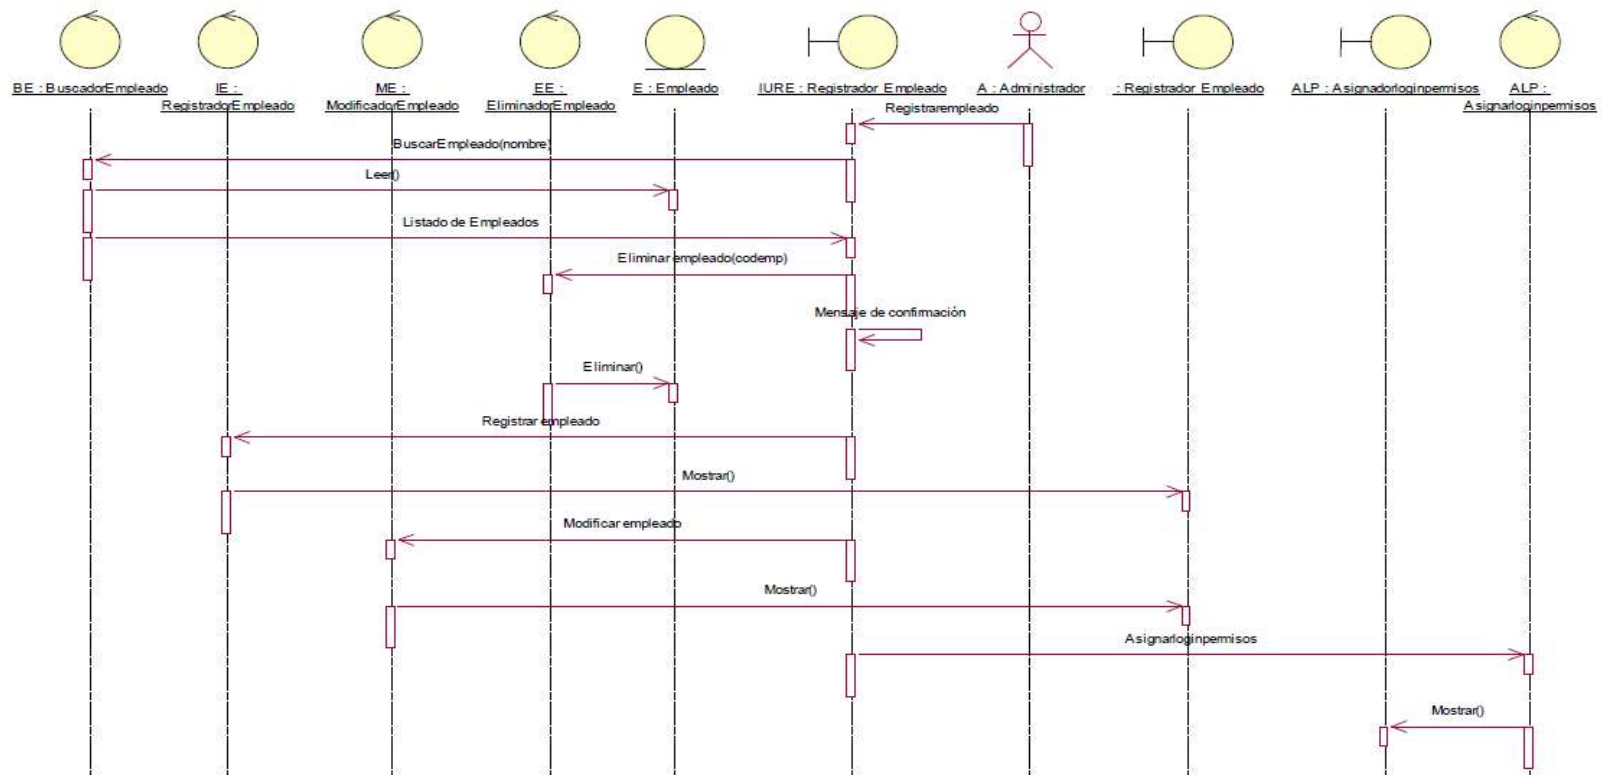 BE : BuscadorEmpleado
IE :
RegistradorEmpleado
ME :
ModificadorEmpleado
EE :
EliminadorEmpleado
E : Empleado
IURE : Registrador Empleado
A : Administrador
: Registrador Empleado
ALP : Asignadorloginpermisos
ALP :
Asignarloginpermisos
Registrarempleado
BuscarEmpleado(nombre)
Leer()
Listado de Empleados
Eliminar empleado(codemp)
Mensaje de confirmación
Eliminar()
Registrar empleado
Mostrar()
Modificar empleado
Mostrar()
Asignarloginpermisos
Mostrar()